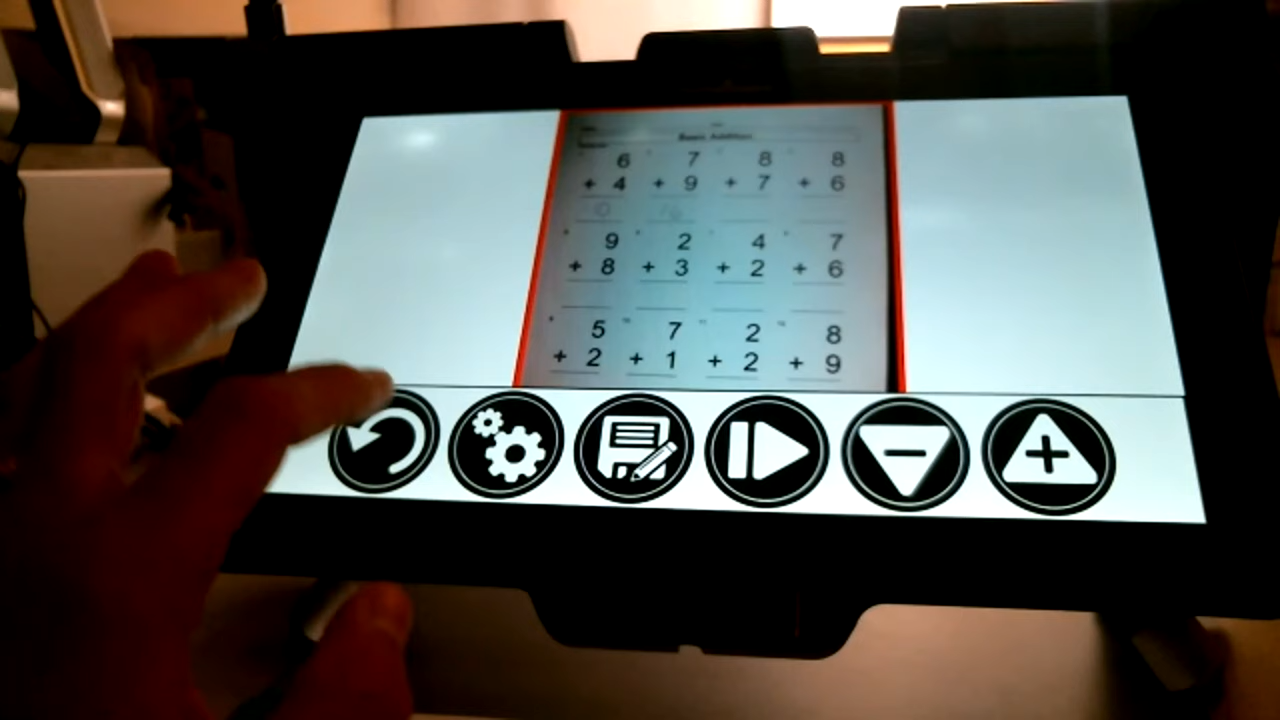 Basic Addition
6 7 8 8
+ 4 + 9 + 7 + 6
9 2 4 7
+ 8 + 3 + 2 + 6
5 7 2 8
+ 2 + 1 + 2 + 9